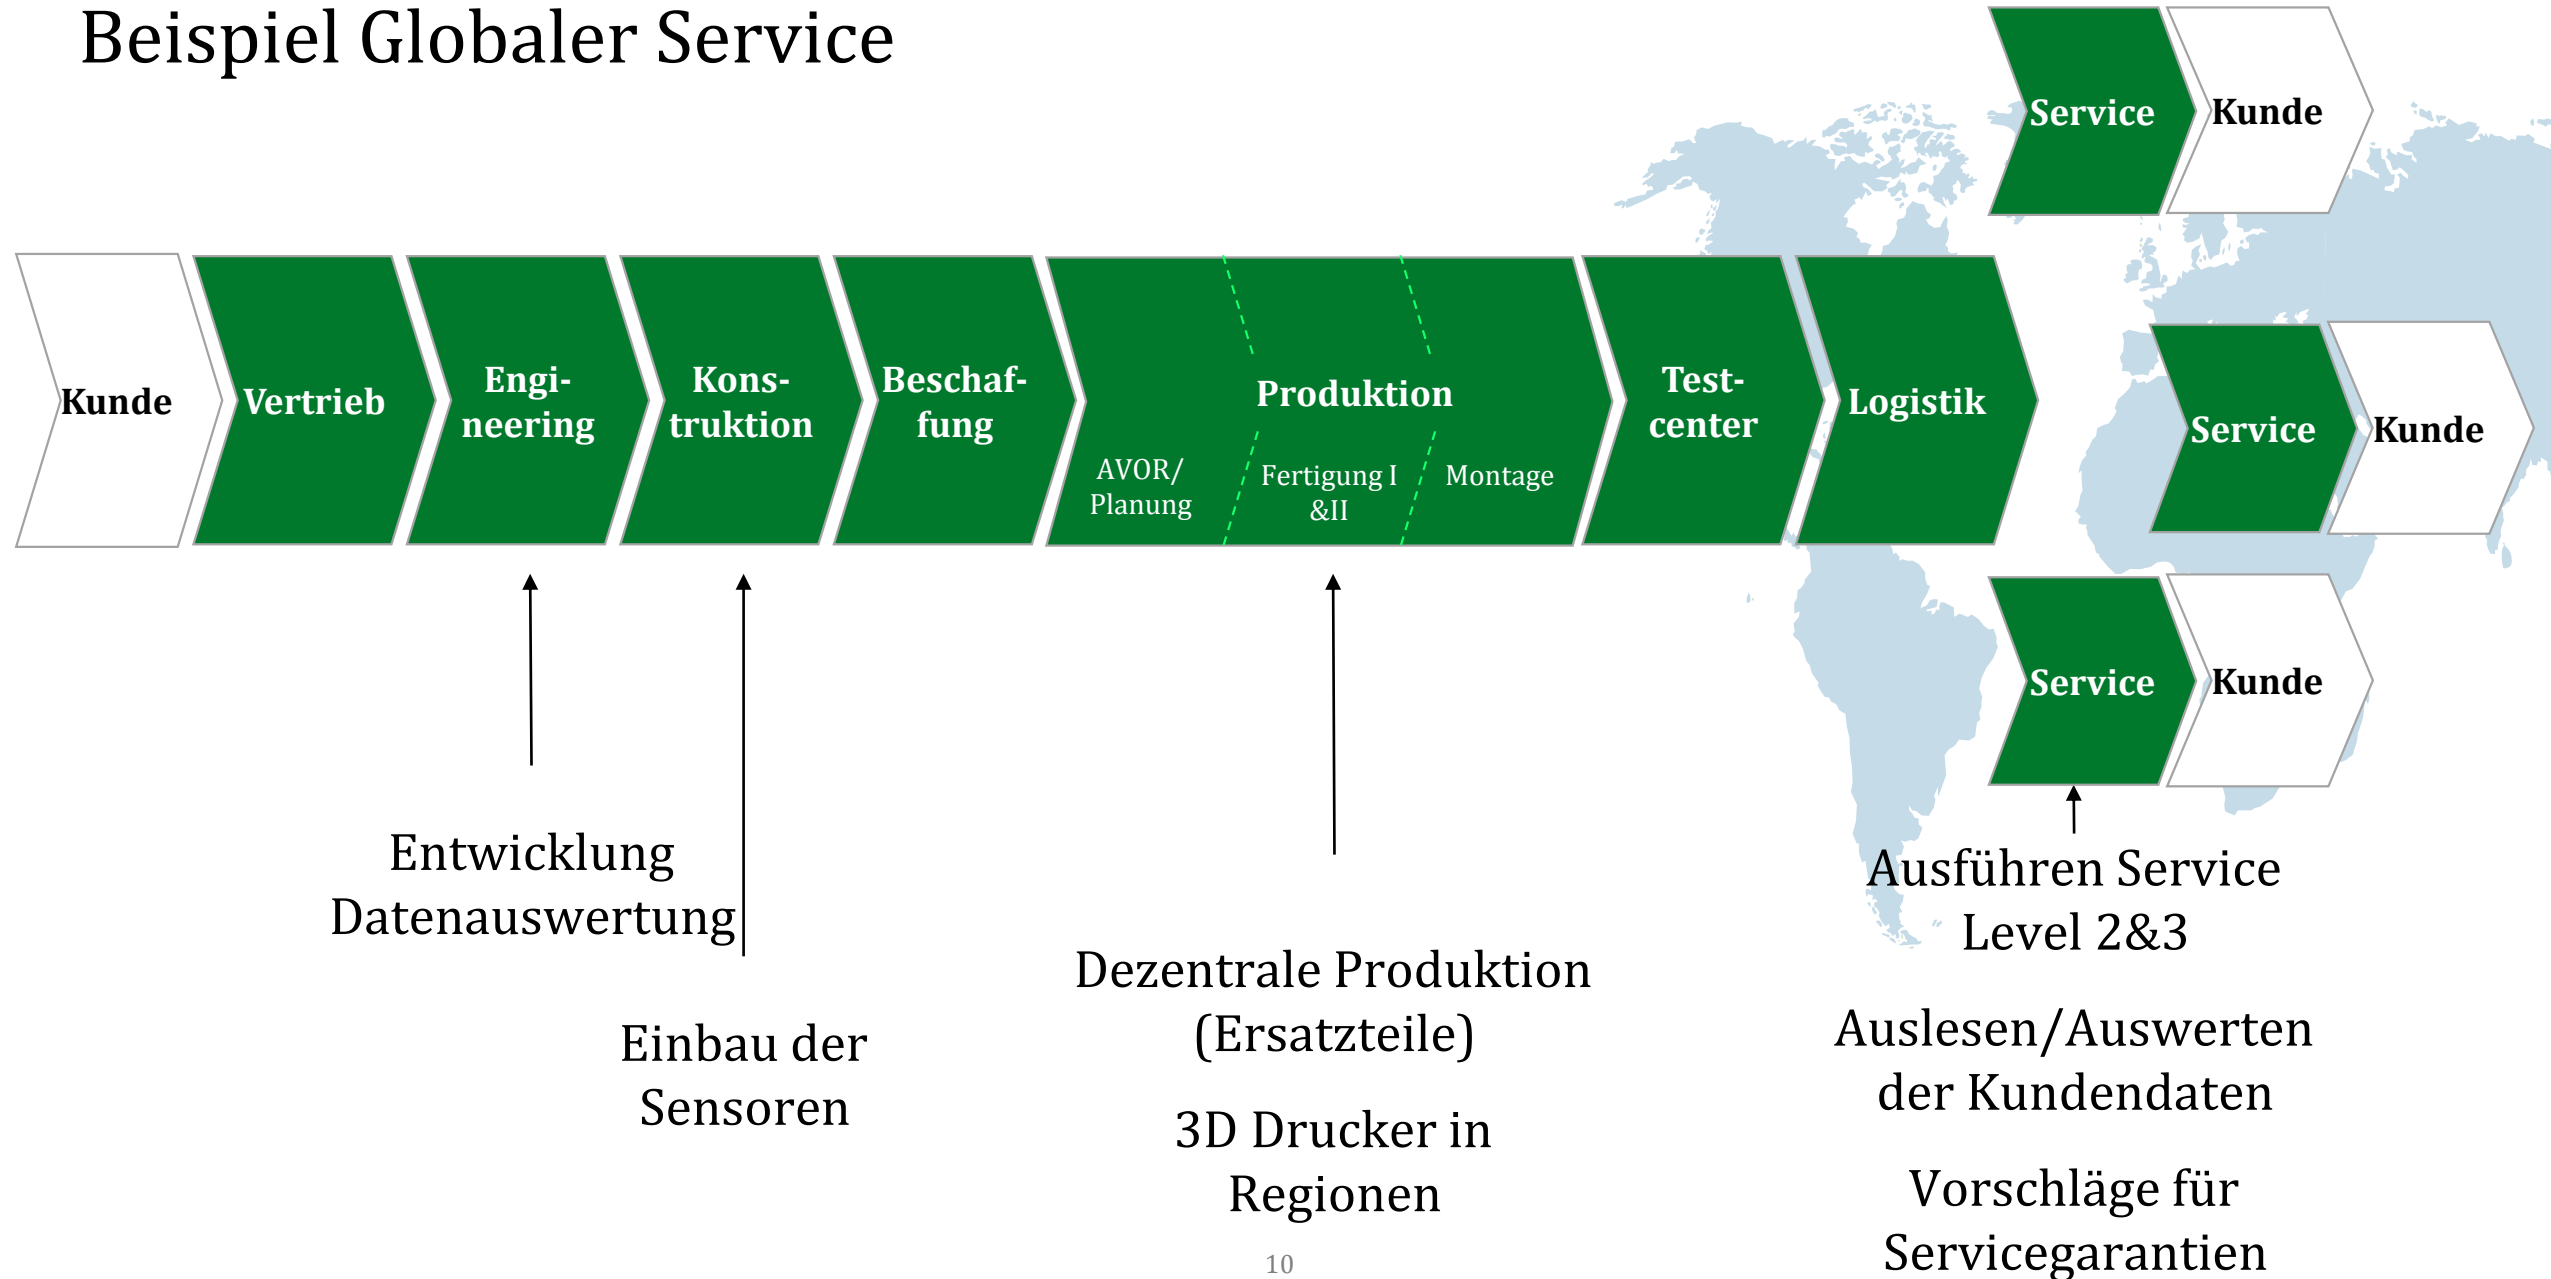 Beispiel Globaler Service
Service
Kunde
Kunde
Vertrieb
Engi-
neering
Kons-
truktion
Beschaf-
fung
Produktion
AVOR/
Planung
Fertigung I
&II
Montage
Test-
center
Logistik
Service
Kunde
Service
Kunde
Entwicklung
Datenauswertung
Einbau der
Sensoren
Dezentrale Produktion
(Ersatzteile)
3D Drucker in
Regionen
Ausführen Service
Level 2&3
Auslesen/Auswerten
der Kundendaten
Vorschläge für
Servicegarantien
10